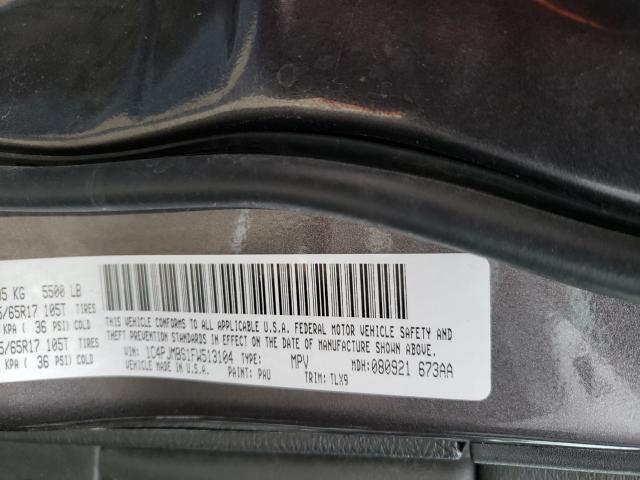 5 KG 5500 LB
/65R17 105T TIRES
KPA ( 36 PSI) COLD
/65R17 105T TIRES
KPA ( 36 PSI) COLD
THIS VEHICLE CONFORMS TO ALL APPLICABLE U.S.A. FEDERAL MOTOR VEHICLE SAFETY AND
THEFT PREVENTION STANDARDS IN EFFECT ON THE DATE OF MANUFACTURE SHOWN ABOVE.
VIN: 1C4PJMBS1FW513104 TYPE: MPV MDH:080921 673AA
VEHICLE MADE IN U.S.A. PAINT: PAU TRIM: TLX9